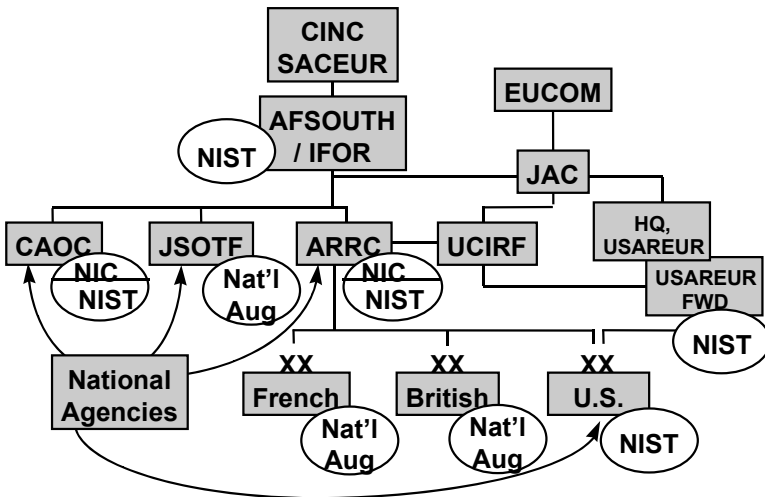 CINC
SACEUR
EUCOM
AFSOUTH
/ IFOR
NIST
JAC
CAOC
JSOTF
ARRC
UCIRF
HQ,
USAREUR
NIC
NIST
Nat'l
Aug
NIC
NIST
USAREUR
FWD
NIST
National
Agencies
XX
French
Nat'l
Aug
XX
British
Nat'l
Aug
XX
U.S.
NIST